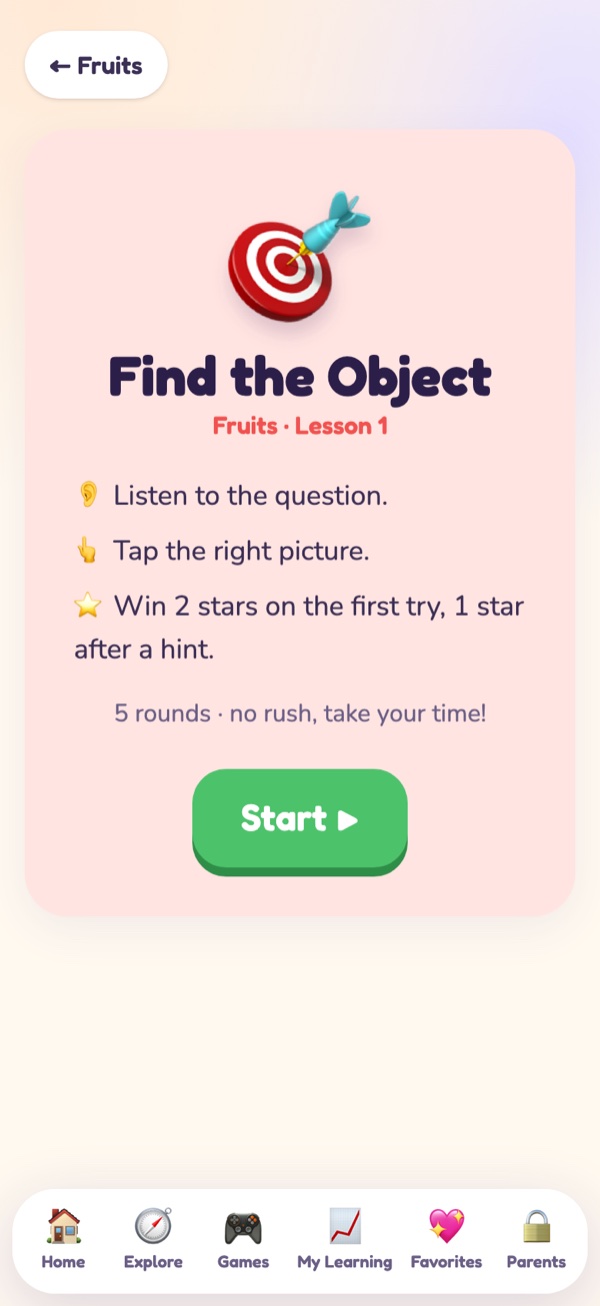 ← Fruits
Find the Object
Fruits · Lesson 1
👂 Listen to the question.
👆 Tap the right picture.
⭐ Win 2 stars on the first try, 1 star
after a hint.
5 rounds · no rush, take your time!
Start ▶
Home Explore Games My Learning Favorites Parents